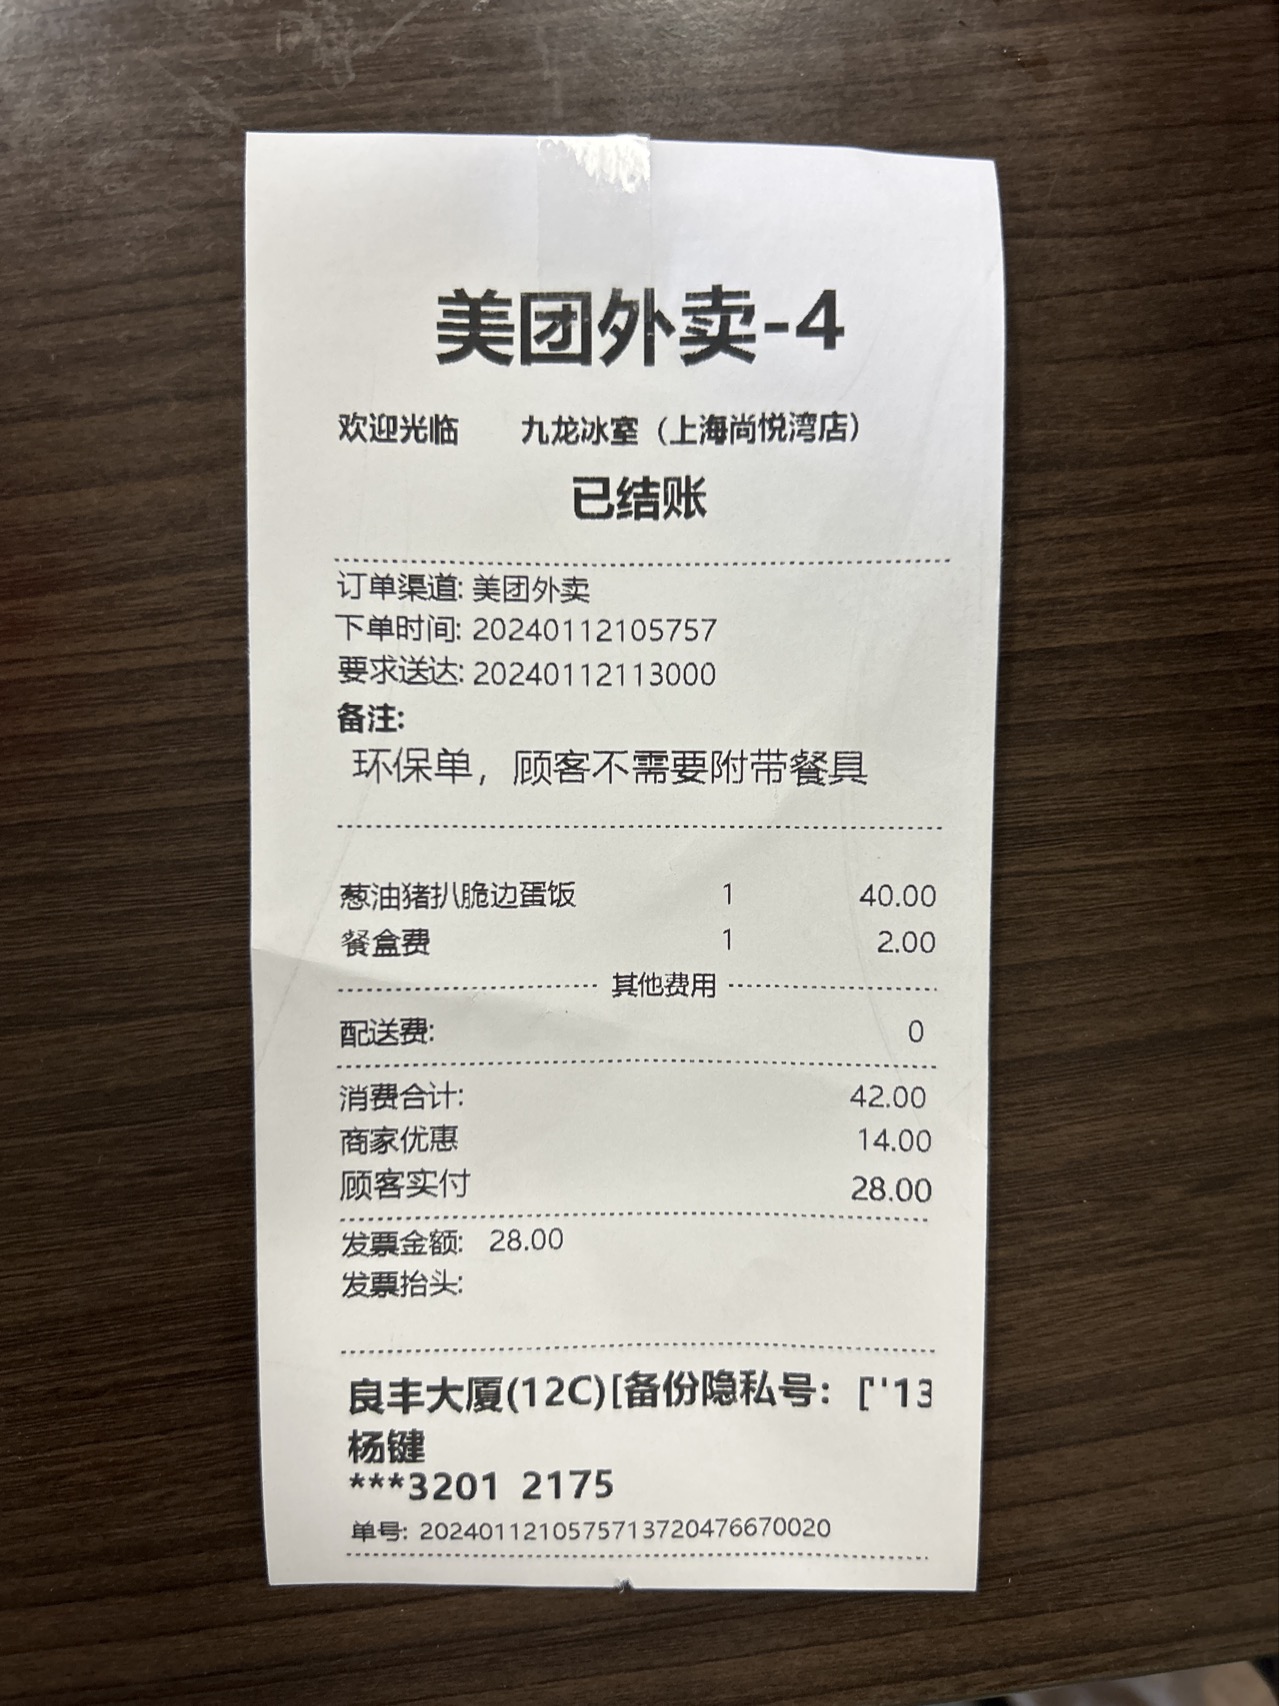 美团外卖-4
欢迎光临 九龙冰室（上海尚悦湾店）
已结账
订单渠道: 美团外卖
下单时间: 20240112105757
要求送达: 20240112113000
备注:
环保单，顾客不需要附带餐具
葱油猪扒脆边蛋饭 1 40.00
餐盒费 1 2.00
其他费用
配送费: 0
消费合计: 42.00
商家优惠 14.00
顾客实付 28.00
发票金额: 28.00
发票抬头:
良丰大厦(12C)[备份隐私号：['13
杨键
***3201 2175
单号: 20240112105757137204766​70020